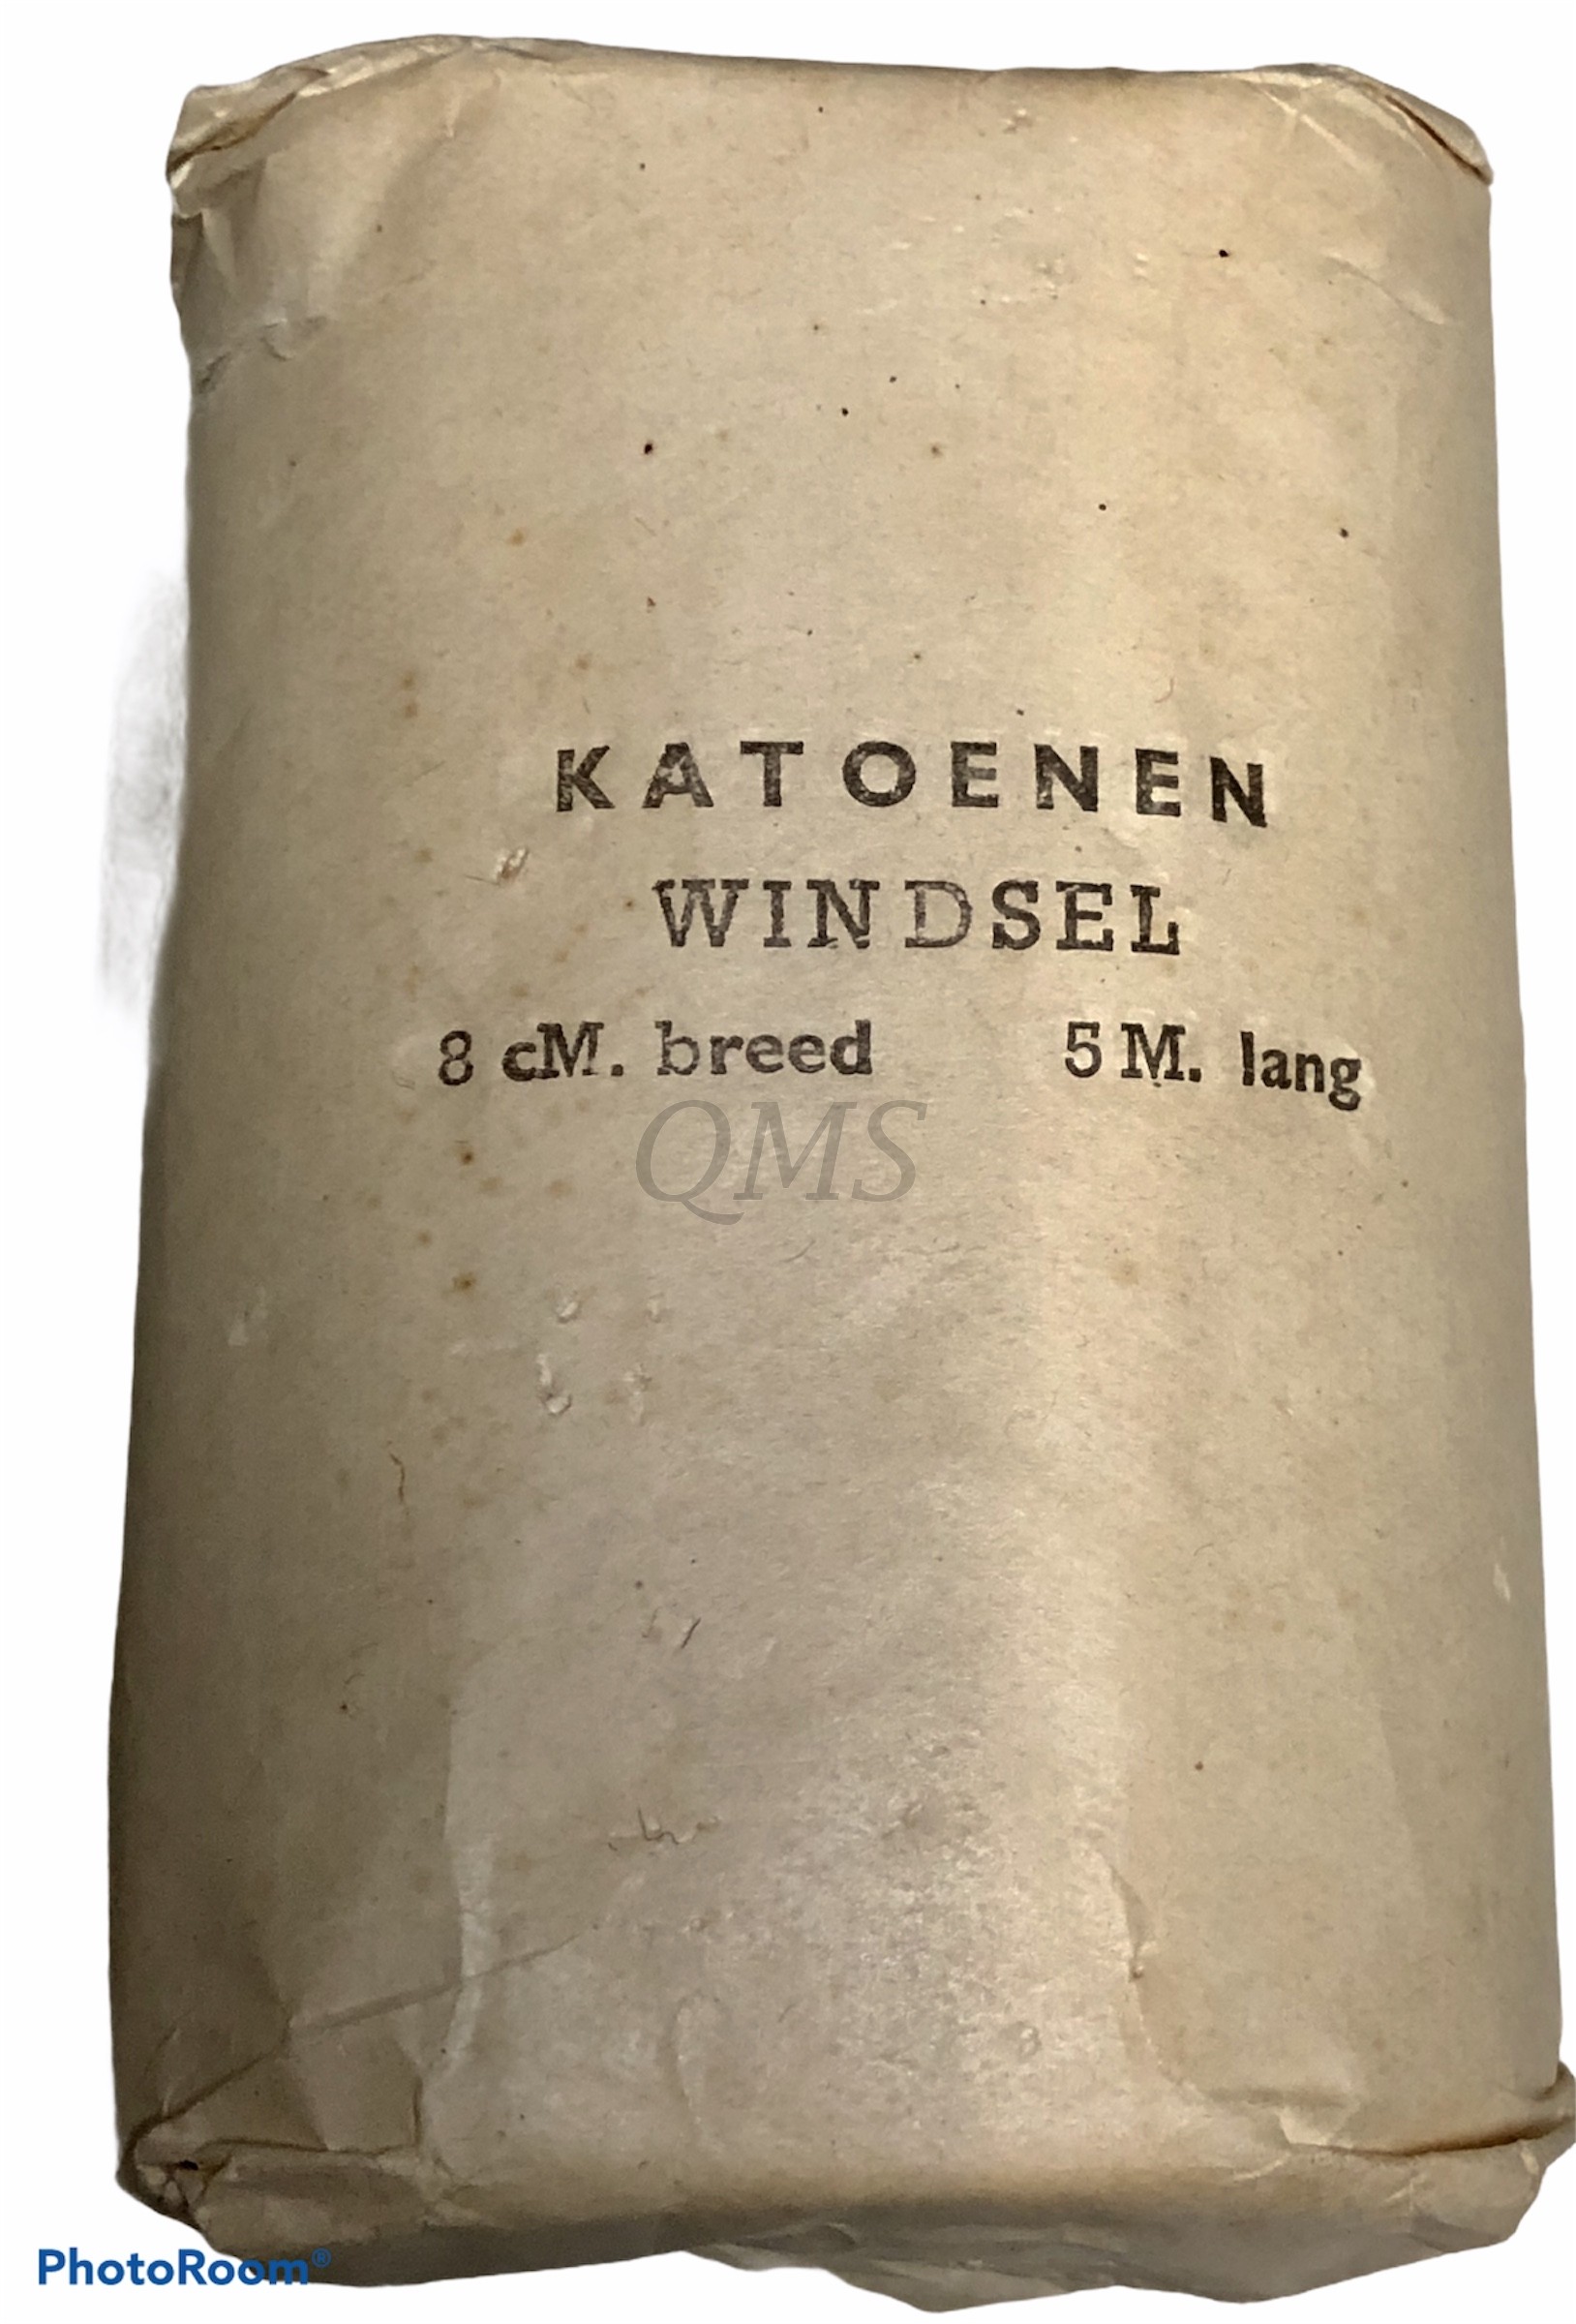 KATOENEN
WINDSEL
8 cM. breed 5 M. lang
QMS
PhotoRoom®